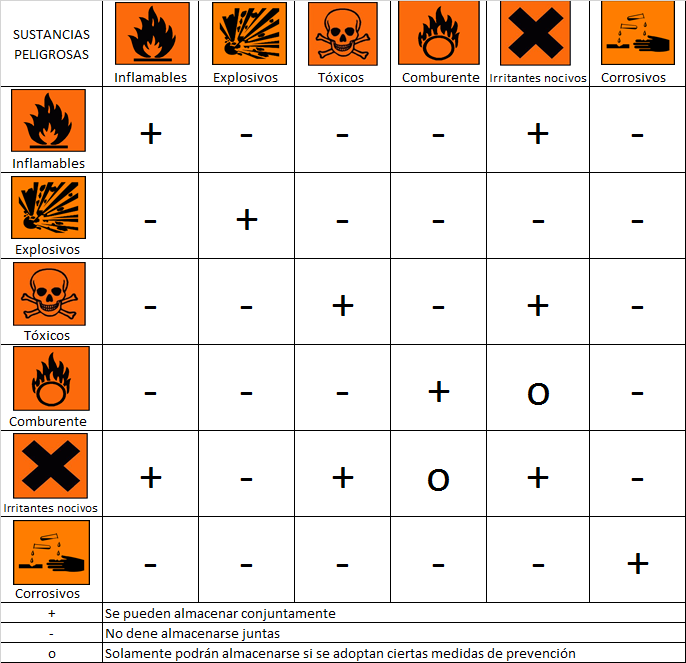 SUSTANCIAS
PELIGROSAS
Inflamables Explosivos Tóxicos Comburente Irritantes nocivos Corrosivos
Inflamables + - - - + -
Explosivos - + - - - -
Tóxicos - - + - + -
Comburente - - - + o -
Irritantes nocivos + - + o + -
Corrosivos - - - - - +
+ Se pueden almacenar conjuntamente
- No dene almacenarse juntas
o Solamente podrán almacenarse si se adoptan ciertas medidas de prevención